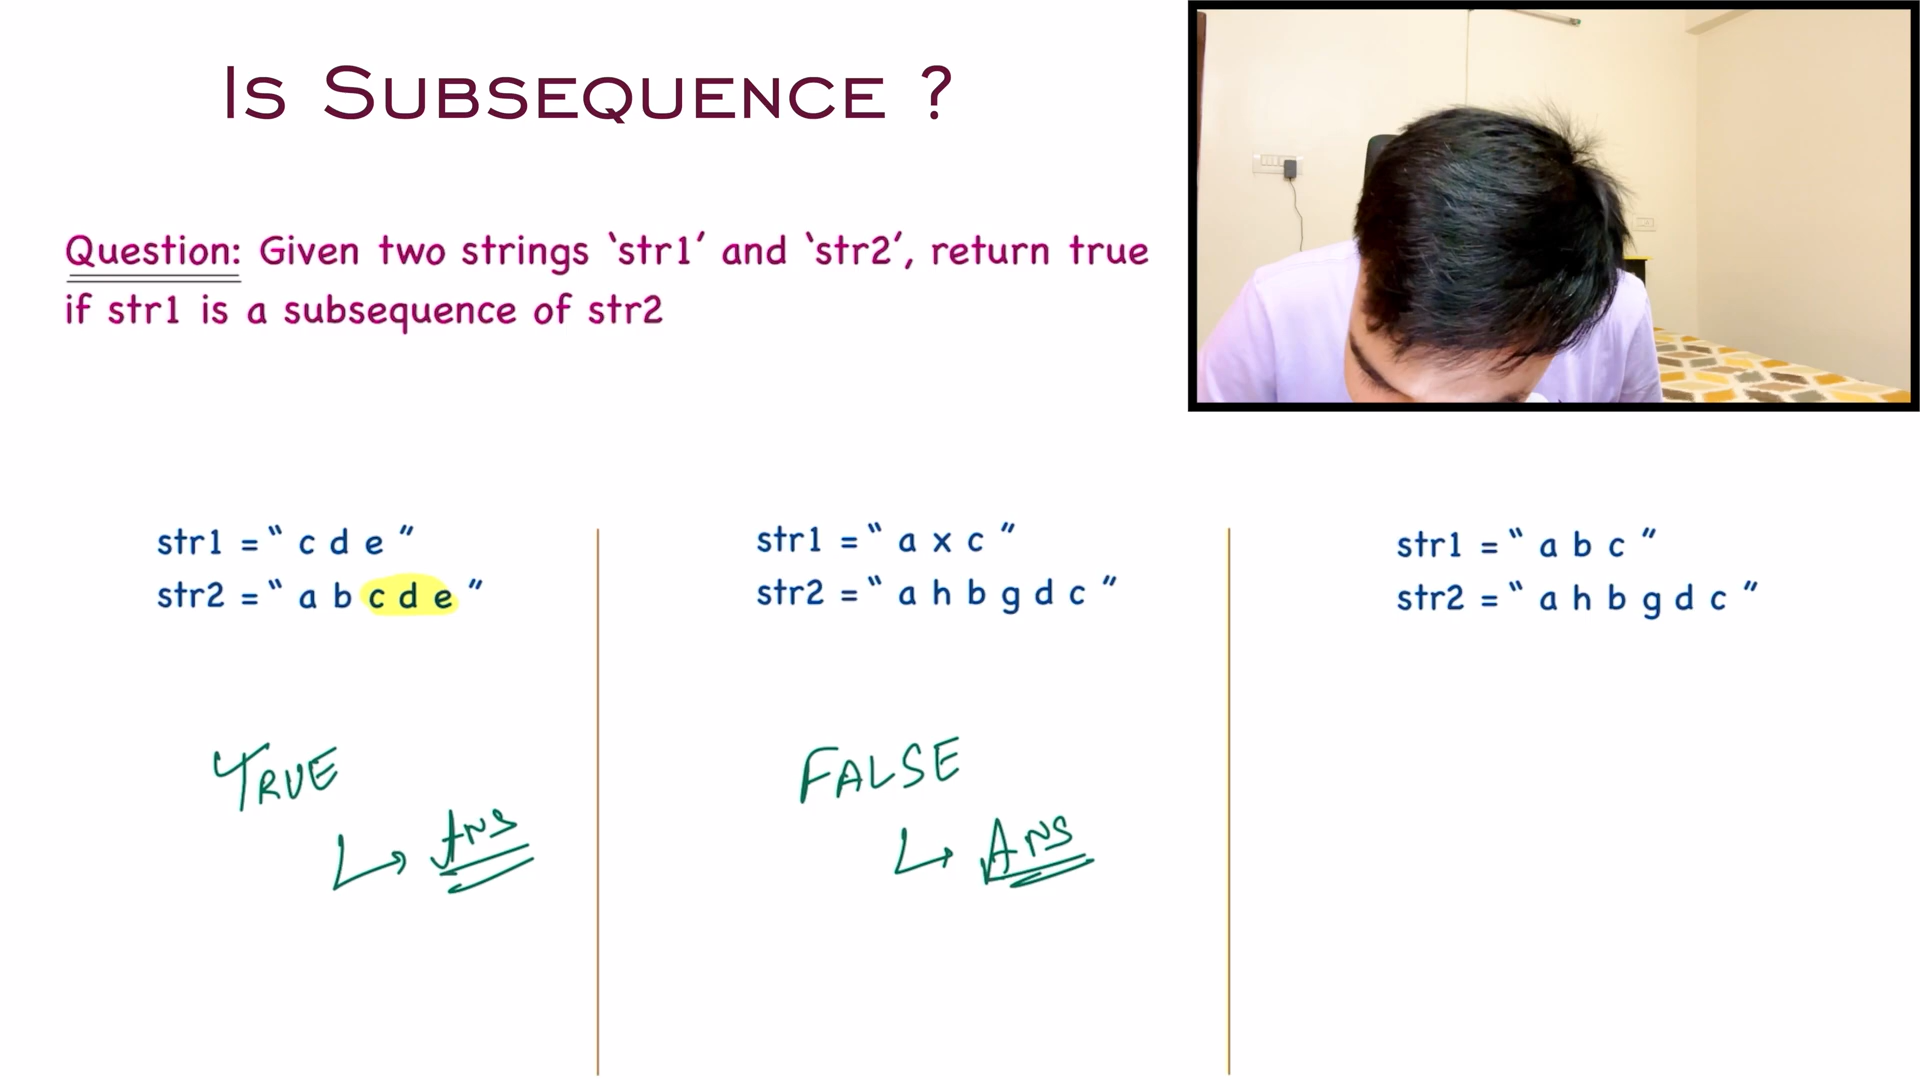 IS SUBSEQUENCE ?
Question: Given two strings ‘str1’ and ‘str2’, return true
if str1 is a subsequence of str2
str1 = “ c d e ”
str2 = “ a b c d e ”
TRUE
↳ Ans
str1 = “ a x c ”
str2 = “ a h b g d c ”
FALSE
↳ Ans
str1 = “ a b c ”
str2 = “ a h b g d c ”